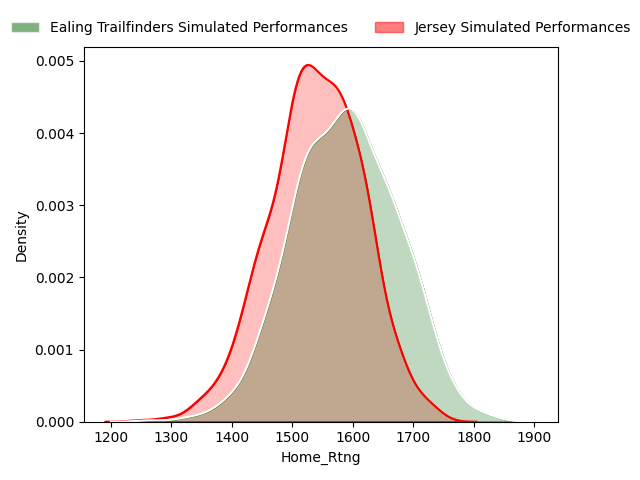 Ealing Trailfinders Simulated Performances
Jersey Simulated Performances
0.005
0.004
0.003
0.002
0.001
0.000
Density
1200 1300 1400 1500 1600 1700 1800 1900
Home_Rtng